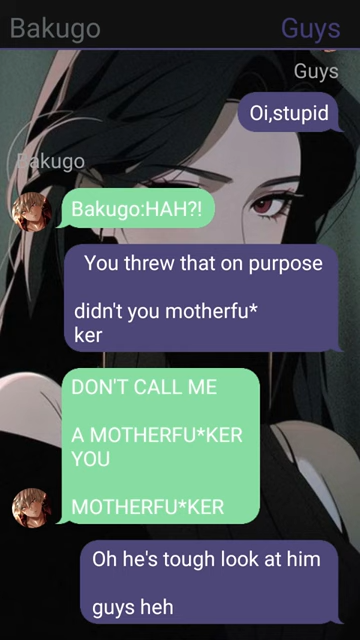 Bakugo
Guys
Guys
Oi,stupid
Bakugo
Bakugo:HAH?!
You threw that on purpose
didn't you motherfu*
ker
DON'T CALL ME
A MOTHERFU*KER
YOU
MOTHERFU*KER
Oh he's tough look at him
guys heh